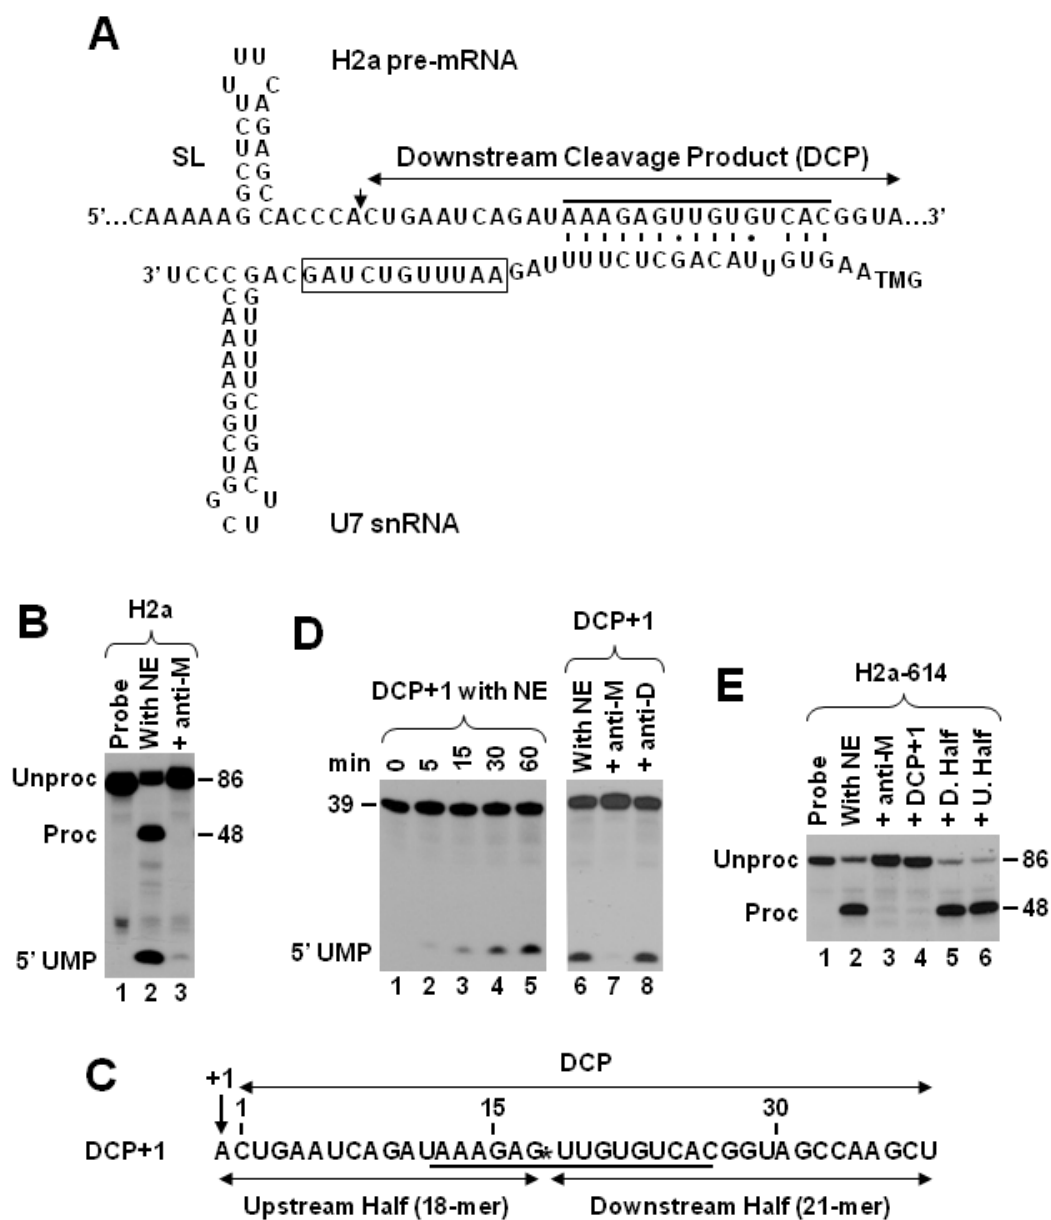 A
H2a pre-mRNA
UU
U C
U A
C G
U A
C G
G C
SL
Downstream Cleavage Product (DCP)
5'...CAAAAAGCACCCACUGAAUCAGAUAAAGAGUUGUGUCACGGUA...3'
3'UCCCGACGAUCUGUUUAAGAUUUUCUCGACAUUGUGAATMG
C G
A U
A U
A U
A U
G C
G U
C G
U A
G C
G U
C U
U7 snRNA
B
H2a
Probe
With NE
+ anti-M
Unproc
86
Proc
48
5' UMP
1 2 3
D
DCP+1 with NE
min 0 5 15 30 60
39
5' UMP
1 2 3 4 5
DCP+1
With NE
+ anti-M
+ anti-D
6 7 8
E
H2a-614
Probe
With NE
+ anti-M
+ DCP+1
+ D. Half
+ U. Half
Unproc
86
Proc
48
1 2 3 4 5 6
C
DCP
+1
1 15 30
DCP+1 ACUGAAUCAGAUAAAGAG*UUGUGUCACGGUAGCCAAGCU
Upstream Half (18-mer) Downstream Half (21-mer)